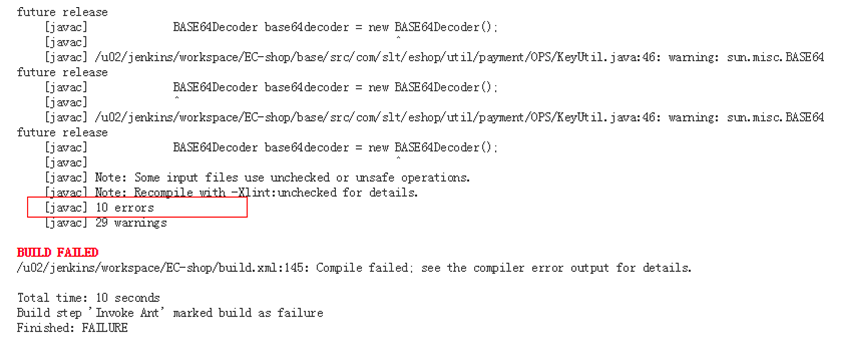 future release
[javac] BASE64Decoder base64decoder = new BASE64Decoder();
[javac] ^
[javac] /u02/jenkins/workspace/EC-shop/base/src/com/slt/eshop/util/payment/OPS/KeyUtil.java:46: warning: sun.misc.BASE64
future release
[javac] BASE64Decoder base64decoder = new BASE64Decoder();
[javac] ^
[javac] /u02/jenkins/workspace/EC-shop/base/src/com/slt/eshop/util/payment/OPS/KeyUtil.java:46: warning: sun.misc.BASE64
future release
[javac] BASE64Decoder base64decoder = new BASE64Decoder();
[javac] ^
[javac] Note: Some input files use unchecked or unsafe operations.
[javac] Note: Recompile with -Xlint:unchecked for details.
[javac] 10 errors
[javac] 29 warnings
BUILD FAILED
/u02/jenkins/workspace/EC-shop/build.xml:145: Compile failed; see the compiler error output for details.
Total time: 10 seconds
Build step 'Invoke Ant' marked build as failure
Finished: FAILURE